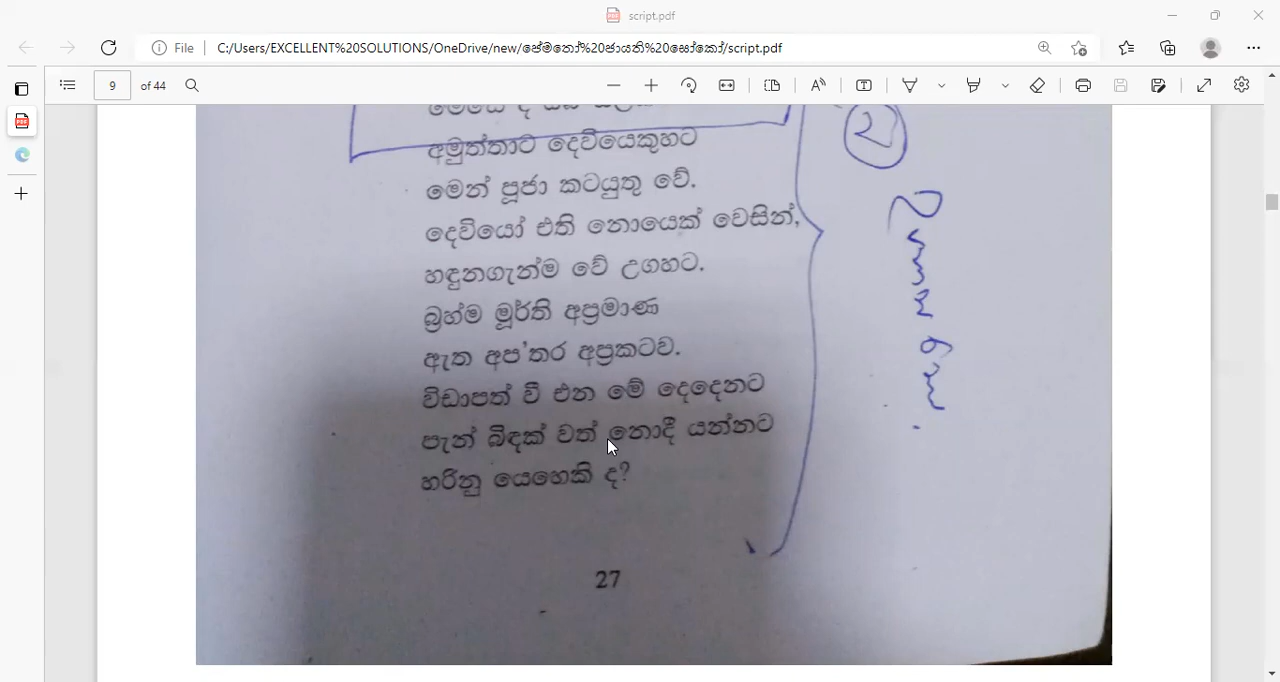 script.pdf
File C:/Users/EXCELLENT%20SOLUTIONS/OneDrive/new/පේමතෝ%20ජායති%20සෝකෝ/script.pdf
9 of 44
අමුත්තාට දෙවියෙකුහට
මෙන් පූජා කටයුතු වේ.
දෙවියෝ එති නොයෙක් වෙසින්,
හඳුනගැන්ම වේ උගහට.
බ්‍රහ්ම මූර්ති අප්‍රමාණ
ඇත අප'තර අප්‍රකටව.
විඩාපත් වී එන මේ දෙදෙනට
පැන් බිඳක් වත් නොදී යන්නට
හරිනු යෙහෙකි ද?
27